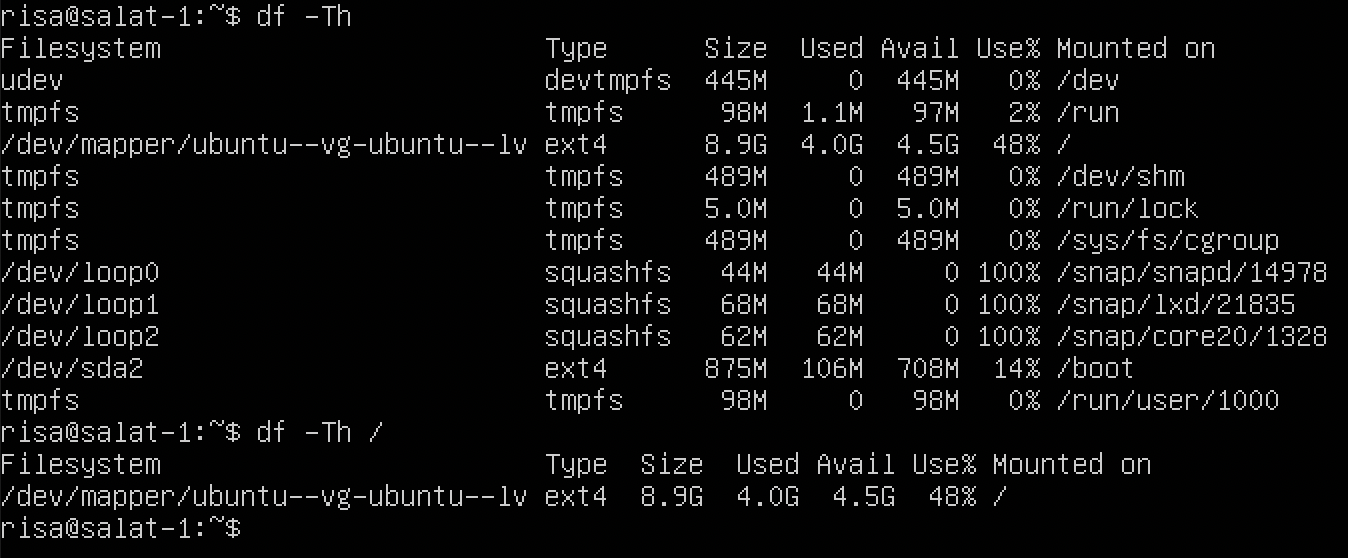 risa@salat-1:~$ df -Th
Filesystem                        Type      Size  Used Avail Use% Mounted on
udev                              devtmpfs  445M     0  445M   0% /dev
tmpfs                             tmpfs      98M  1.1M   97M   2% /run
/dev/mapper/ubuntu--vg-ubuntu--lv ext4      8.9G  4.0G  4.5G  48% /
tmpfs                             tmpfs     489M     0  489M   0% /dev/shm
tmpfs                             tmpfs     5.0M     0  5.0M   0% /run/lock
tmpfs                             tmpfs     489M     0  489M   0% /sys/fs/cgroup
/dev/loop0                        squashfs   44M   44M     0 100% /snap/snapd/14978
/dev/loop1                        squashfs   68M   68M     0 100% /snap/lxd/21835
/dev/loop2                        squashfs   62M   62M     0 100% /snap/core20/1328
/dev/sda2                         ext4      875M  106M  708M  14% /boot
tmpfs                             tmpfs      98M     0   98M   0% /run/user/1000
risa@salat-1:~$ df -Th /
Filesystem                        Type  Size  Used Avail Use% Mounted on
/dev/mapper/ubuntu--vg-ubuntu--lv ext4  8.9G  4.0G  4.5G  48% /
risa@salat-1:~$